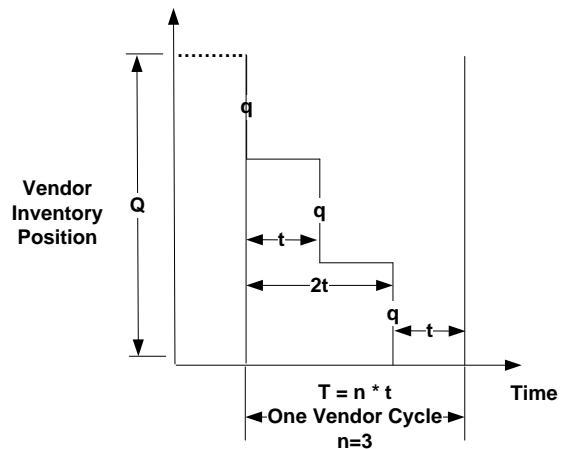 q
Vendor
Inventory
Position
Q
q
t
2t
q
t
T = n * t
Time
One Vendor Cycle
n=3